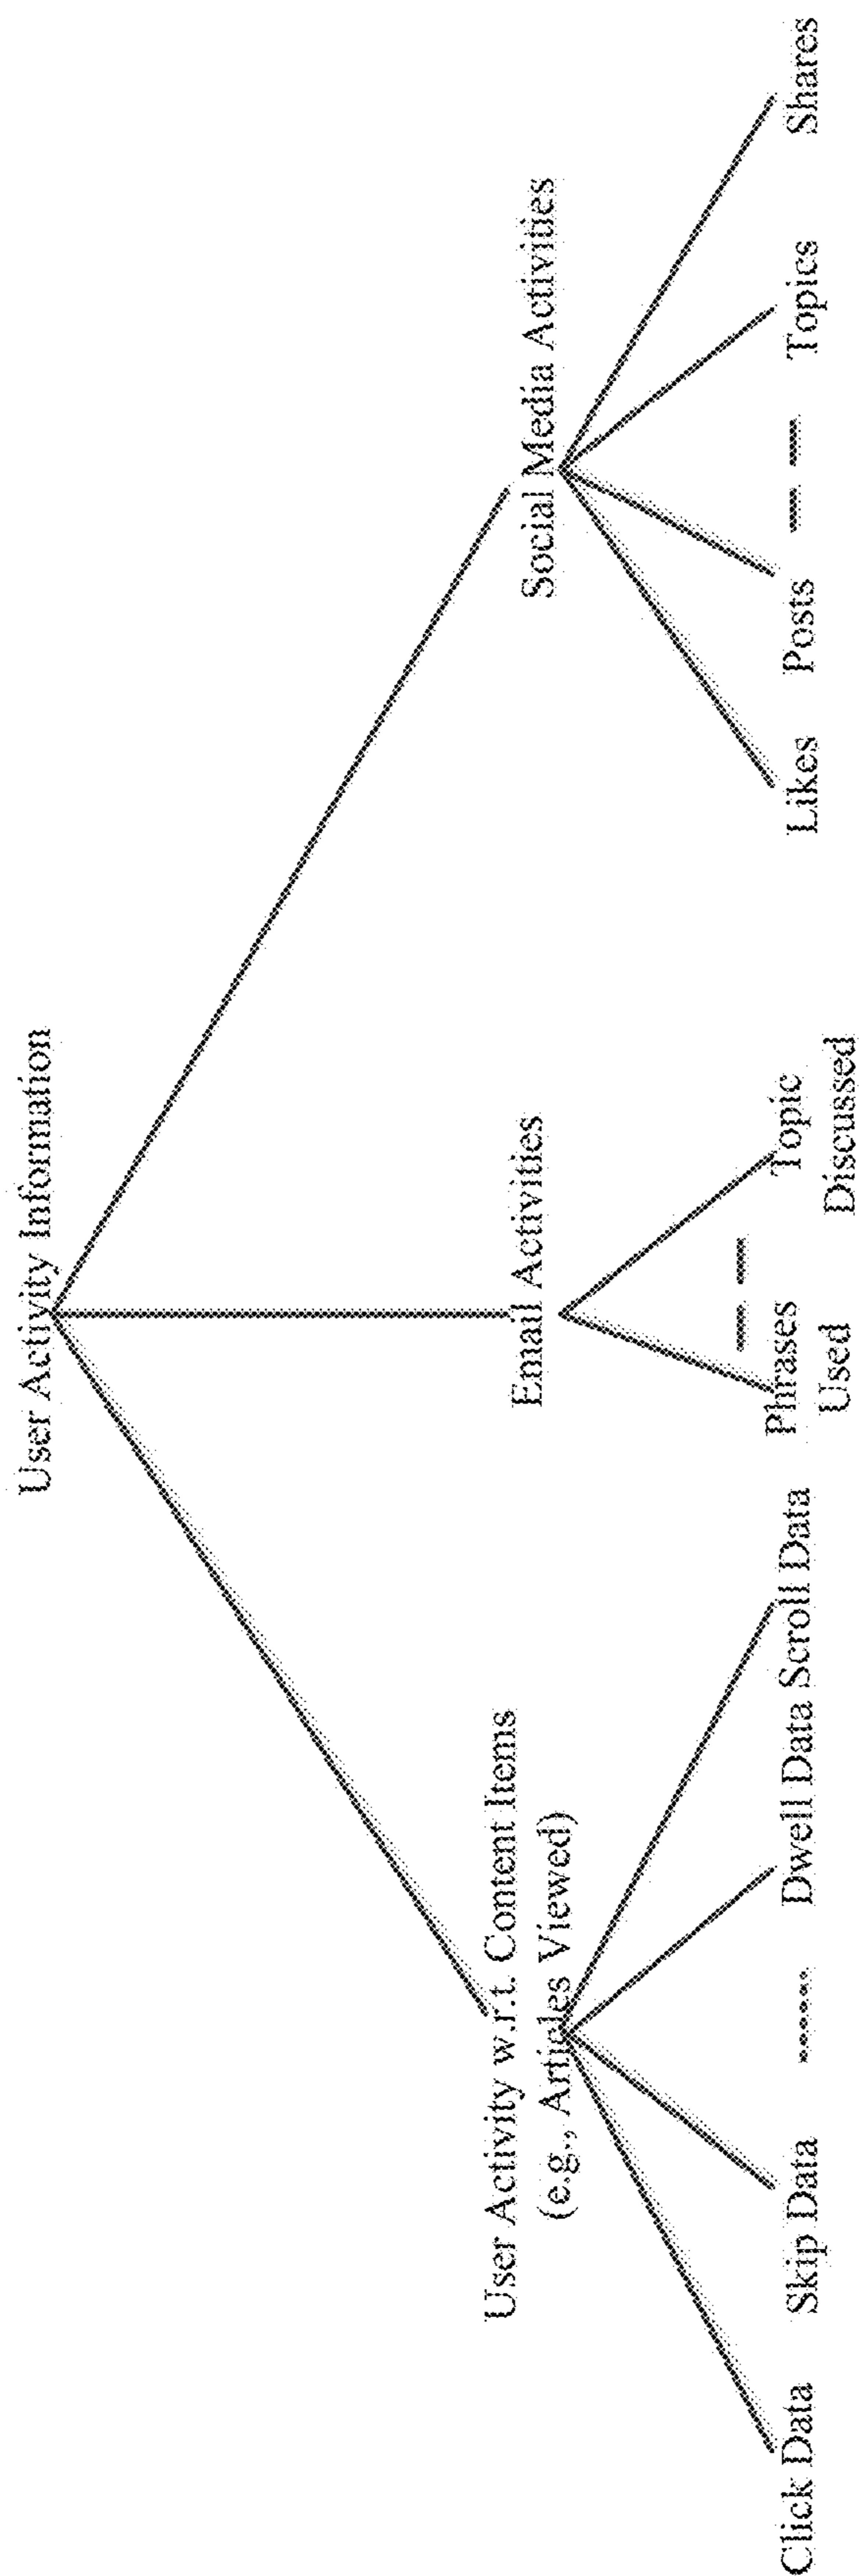 User Activity Information
User Activity w.r.t. Content Items
(e.g., Articles Viewed)
Email Activities
Social Media Activities
Click Data
Skip Data
Dwell Data
Scroll Data
Phrases
Used
Topic
Discussed
Likes
Posts
Topics
Shares